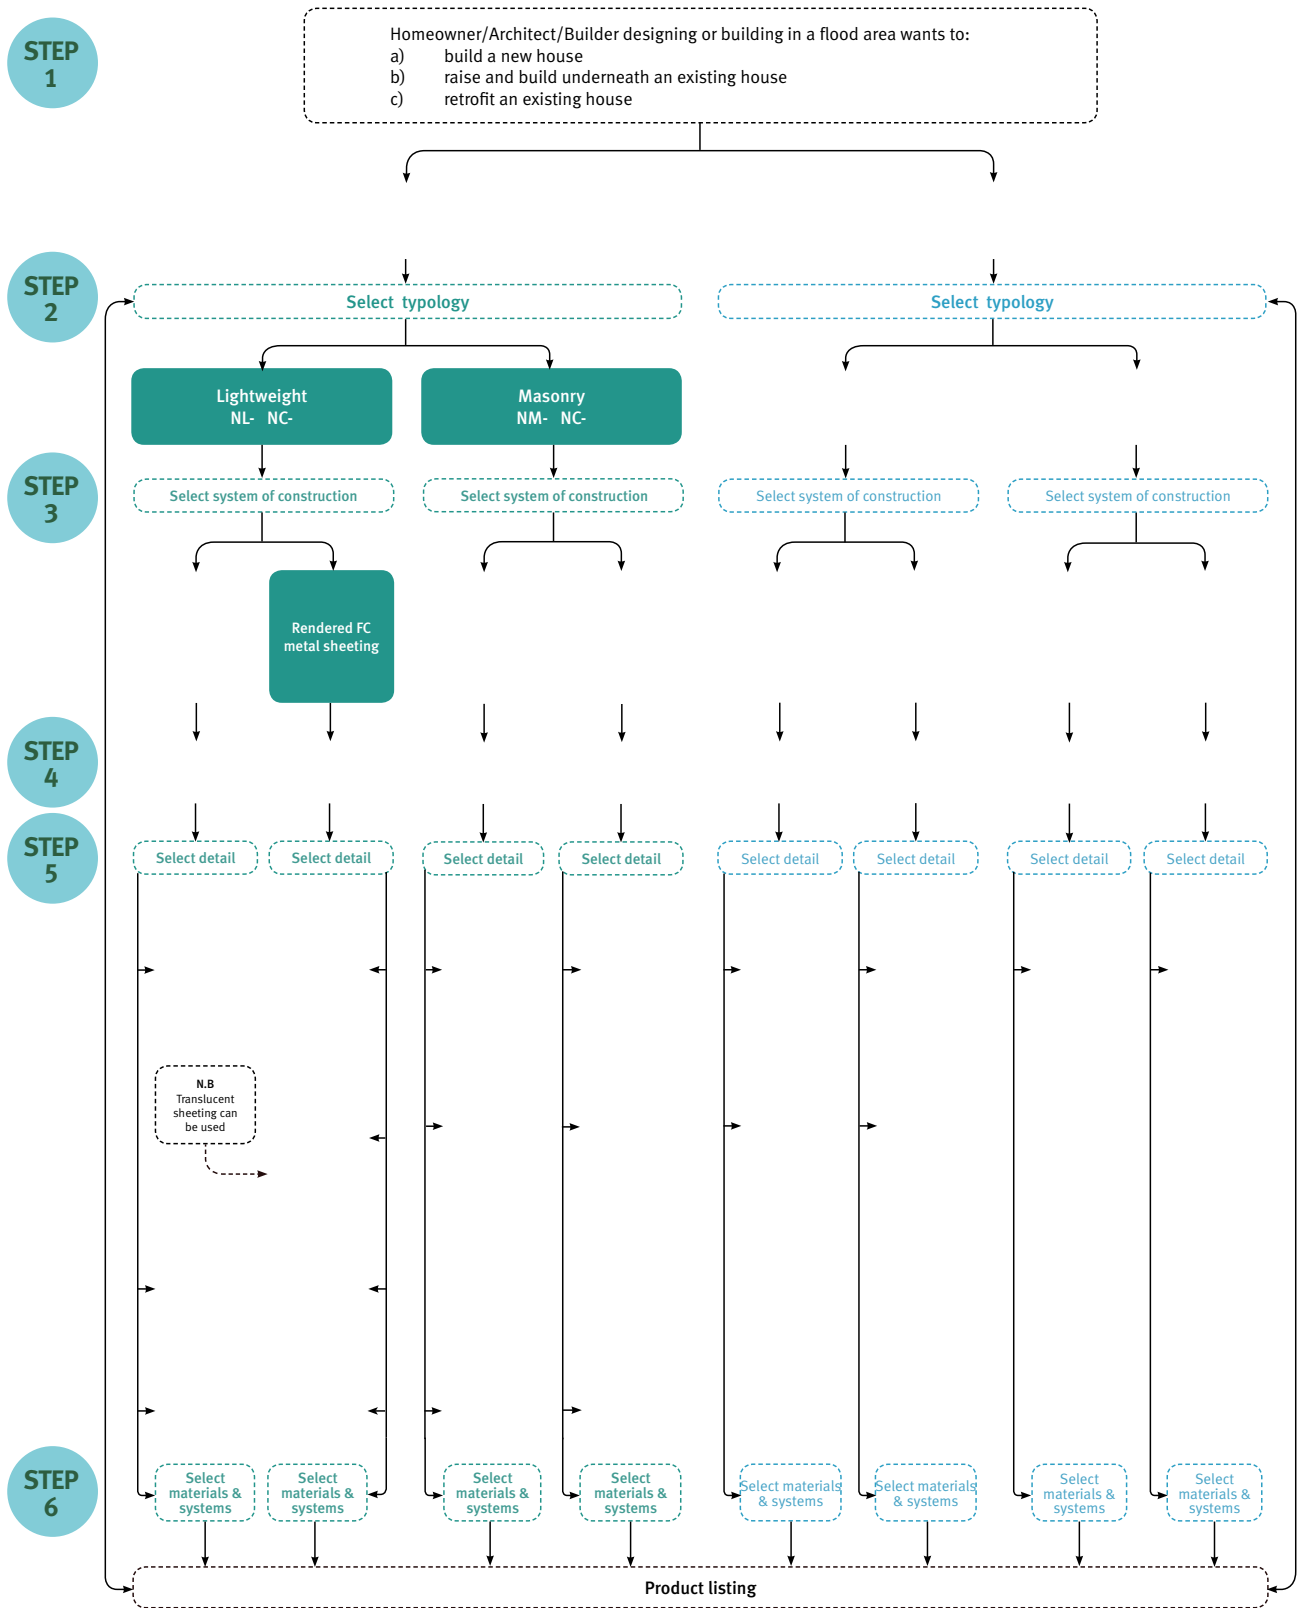 STEP
1
Homeowner/Architect/Builder designing or building in a flood area wants to:
a) build a new house
b) raise and build underneath an existing house
c) retrofit an existing house
STEP
2
Select typology
Select typology
Lightweight
NL- NC-
Masonry
NM- NC-
STEP
3
Select system of construction
Select system of construction
Select system of construction
Select system of construction
Rendered FC
metal sheeting
STEP
4
STEP
5
Select detail
Select detail
Select detail
Select detail
Select detail
Select detail
Select detail
Select detail
N.B
Translucent
sheeting can
be used
STEP
6
Select
materials &
systems
Select
materials &
systems
Select
materials &
systems
Select
materials &
systems
Select materials
& systems
Select materials
& systems
Select
materials &
systems
Select
materials &
systems
Product listing